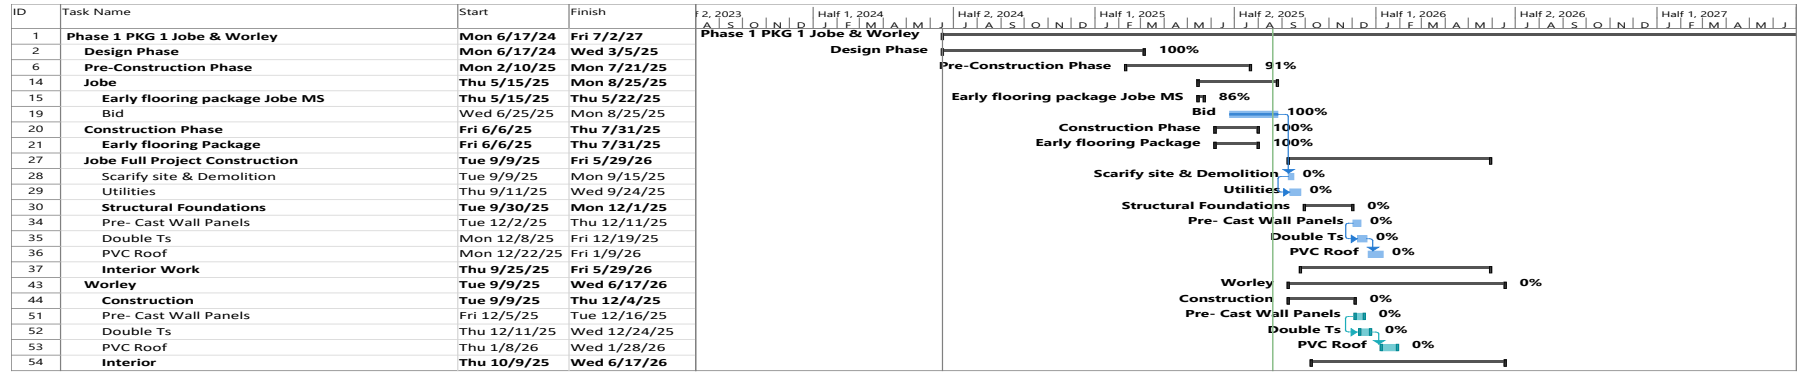 ID Task Name Start Finish f 2, 2023 Half 1, 2024 Half 2, 2024 Half 1, 2025 Half 2, 2025 Half 1, 2026 Half 2, 2026 Half 1, 2027
A S O N D J F M A M J J A S O N D J F M A M J J A S O N D J F M A M J J A S O N D J F M A M J
1 Phase 1 PKG 1 Jobe & Worley Mon 6/17/24 Fri 7/2/27 Phase 1 PKG 1 Jobe & Worley
2 Design Phase Mon 6/17/24 Wed 3/5/25 Design Phase 100%
6 Pre-Construction Phase Mon 2/10/25 Mon 7/21/25 Pre-Construction Phase 91%
14 Jobe Thu 5/15/25 Mon 8/25/25
15 Early flooring package Jobe MS Thu 5/15/25 Thu 5/22/25 Early flooring package Jobe MS 86%
19 Bid Wed 6/25/25 Mon 8/25/25 Bid 100%
20 Construction Phase Fri 6/6/25 Thu 7/31/25 Construction Phase 100%
21 Early flooring Package Fri 6/6/25 Thu 7/31/25 Early flooring Package 100%
27 Jobe Full Project Construction Tue 9/9/25 Fri 5/29/26
28 Scarify site & Demolition Tue 9/9/25 Mon 9/15/25 Scarify site & Demolition 0%
29 Utilities Thu 9/11/25 Wed 9/24/25 Utilities 0%
30 Structural Foundations Tue 9/30/25 Mon 12/1/25 Structural Foundations 0%
34 Pre- Cast Wall Panels Tue 12/2/25 Thu 12/11/25 Pre- Cast Wall Panels 0%
35 Double Ts Mon 12/8/25 Fri 12/19/25 Double Ts 0%
36 PVC Roof Mon 12/22/25 Fri 1/9/26 PVC Roof 0%
37 Interior Work Thu 9/25/25 Fri 5/29/26
43 Worley Tue 9/9/25 Wed 6/17/26 Worley 0%
44 Construction Tue 9/9/25 Thu 12/4/25 Construction 0%
51 Pre- Cast Wall Panels Fri 12/5/25 Tue 12/16/25 Pre- Cast Wall Panels 0%
52 Double Ts Thu 12/11/25 Wed 12/24/25 Double Ts 0%
53 PVC Roof Thu 1/8/26 Wed 1/28/26 PVC Roof 0%
54 Interior Thu 10/9/25 Wed 6/17/26